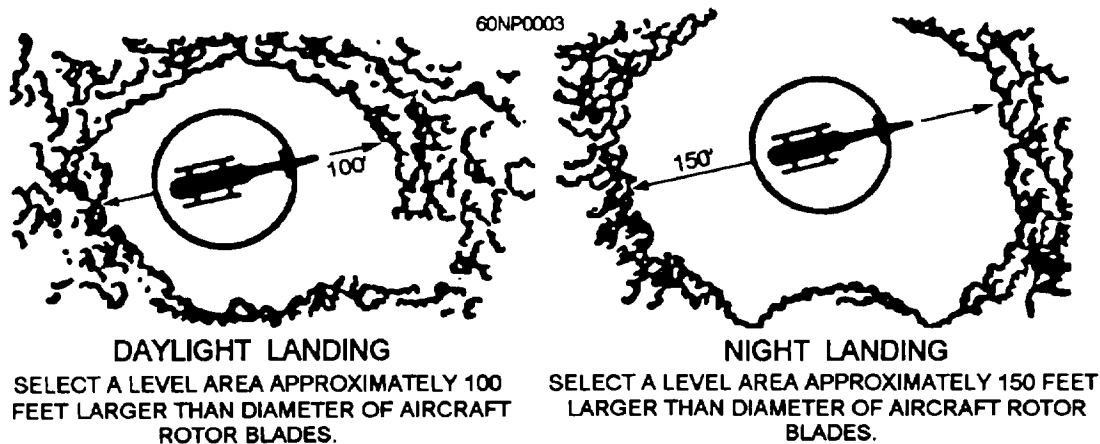 60NP0003
100'
150'
DAYLIGHT LANDING
SELECT A LEVEL AREA APPROXIMATELY 100
FEET LARGER THAN DIAMETER OF AIRCRAFT
ROTOR BLADES.
NIGHT LANDING
SELECT A LEVEL AREA APPROXIMATELY 150 FEET
LARGER THAN DIAMETER OF AIRCRAFT ROTOR
BLADES.